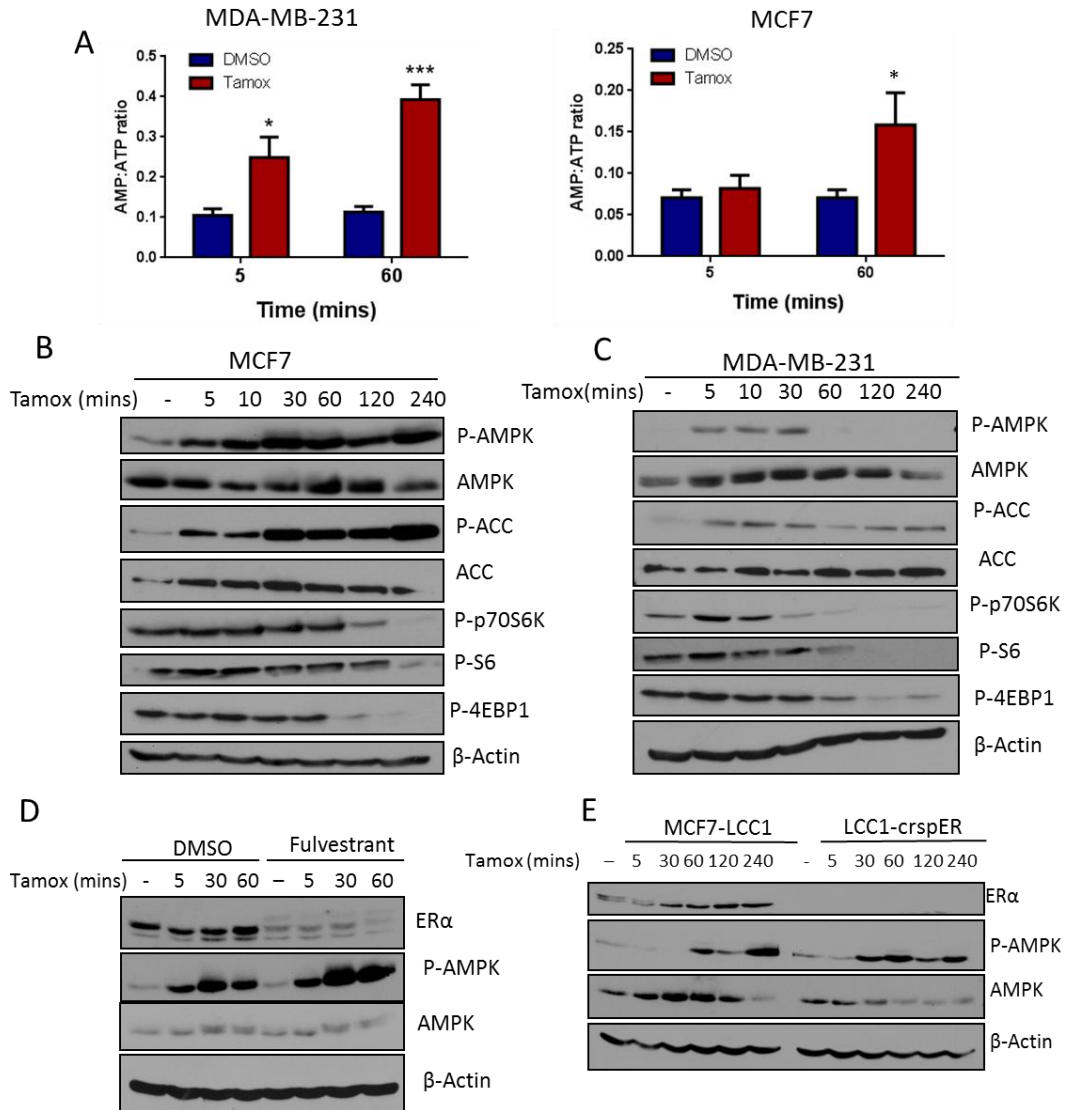 A
MDA-MB-231
AMP:ATP ratio
0.5
0.4
0.3
0.2
0.1
0.0
DMSO
Tamox
*
***
5 60
Time (mins)
MCF7
AMP:ATP ratio
0.25
0.20
0.15
0.10
0.05
0.00
DMSO
Tamox
*
5 60
Time (mins)
B
MCF7
Tamox (mins) - 5 10 30 60 120 240
P-AMPK
AMPK
P-ACC
ACC
P-p70S6K
P-S6
P-4EBP1
β-Actin
C
MDA-MB-231
Tamox(mins) - 5 10 30 60 120 240
P-AMPK
AMPK
P-ACC
ACC
P-p70S6K
P-S6
P-4EBP1
β-Actin
D
DMSO Fulvestrant
Tamox (mins) - 5 30 60 – 5 30 60
ERα
P-AMPK
AMPK
β-Actin
E
MCF7-LCC1 LCC1-crspER
Tamox (mins) – 5 30 60 120 240 - 5 30 60 120 240
ERα
P-AMPK
AMPK
β-Actin